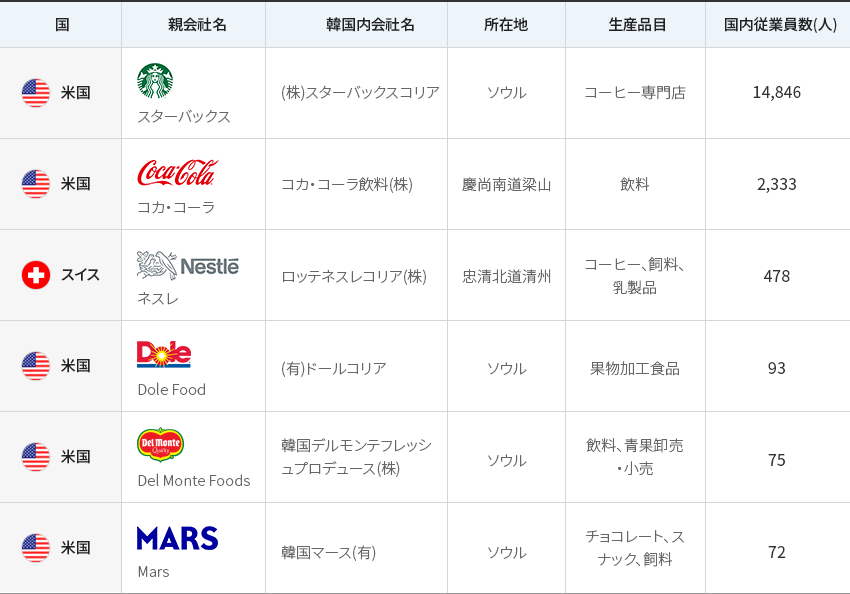 国 親会社名 韓国内会社名 所在地 生産品目 国内従業員数(人)
米国
STARBUCKS COFFEE
スターバックス
(株)スターバックスコリア
ソウル
コーヒー専門店
14,846
米国
Coca-Cola
コカ・コーラ
コカ・コーラ飲料(株)
慶尚南道梁山
飲料
2,333
スイス
Nestlé
ネスレ
ロッテネスレコリア(株)
忠清北道清州
コーヒー、飼料、
乳製品
478
米国
Dole
Dole Food
(有)ドールコリア
ソウル
果物加工食品
93
米国
Del Monte
Quality
Del Monte Foods
韓国デルモンテフレッシ
ュプロデュース(株)
ソウル
飲料、青果卸売
・小売
75
米国
MARS
Mars
韓国マース(有)
ソウル
チョコレート、ス
ナック、飼料
72